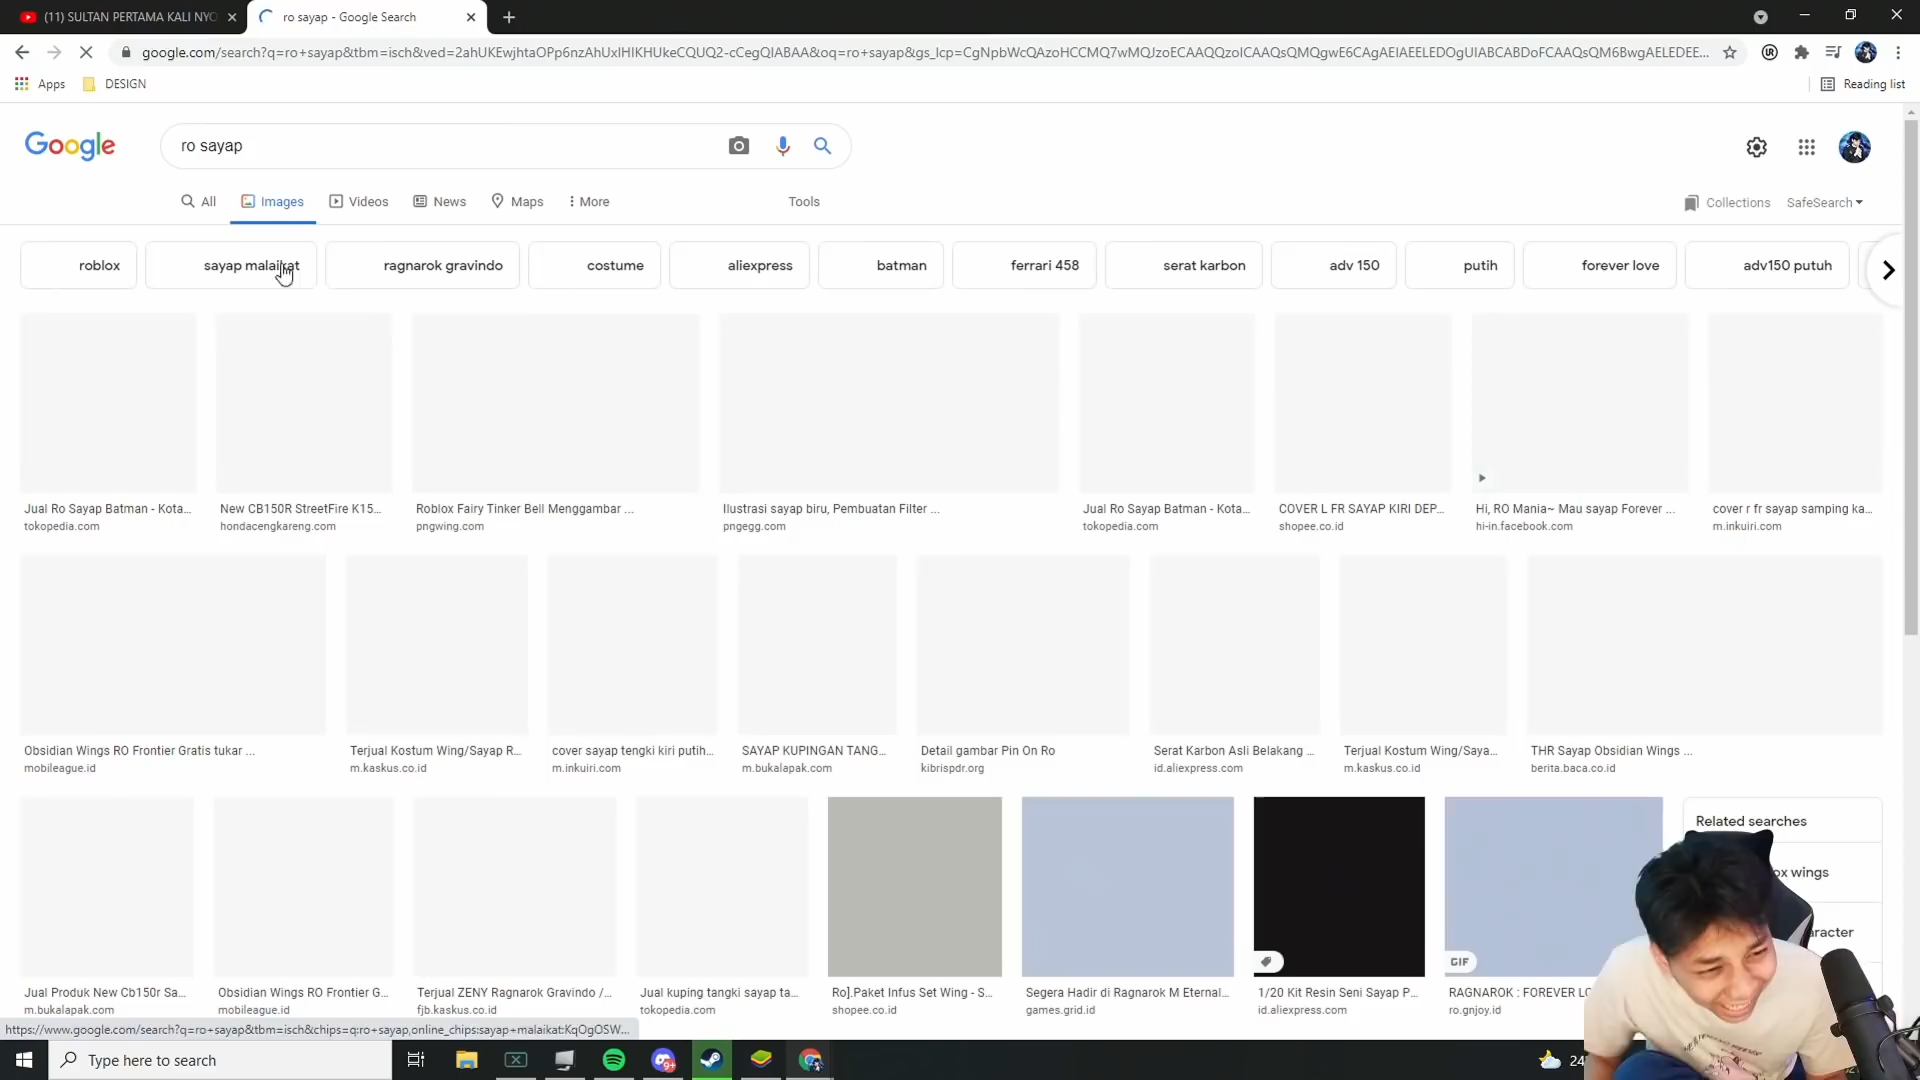 (11) SULTAN PERTAMA KALI NYO
ro sayap - Google Search
google.com/search?q=ro+sayap&tbm=isch&ved=2ahUKEwjhtaOPp6nzAhUxIHIKHUkeCQUQ2-cCegQIABAA&oq=ro+sayap&gs_lcp=CgNpbWcQAzoHCCMQ7wMQJzoECAAQQzoICAAQsQMQgwE6CAgAEIAEELEDOgUIABCABDoFCAAQsQM6BwgAELEDEE...
Apps
DESIGN
Reading list
Google
ro sayap
All
Images
Videos
News
Maps
More
Tools
Collections
SafeSearch
roblox
sayap malaikat
ragnarok gravindo
costume
aliexpress
batman
ferrari 458
serat karbon
adv 150
putih
forever love
adv150 putuh
Jual Ro Sayap Batman - Kota...
tokopedia.com
New CB150R StreetFire K15...
hondacengkareng.com
Roblox Fairy Tinker Bell Menggambar ...
pngwing.com
Ilustrasi sayap biru, Pembuatan Filter ...
pngegg.com
Jual Ro Sayap Batman - Kota...
tokopedia.com
COVER L FR SAYAP KIRI DEP...
shopee.co.id
Hi, RO Mania~ Mau sayap Forever ...
hi-in.facebook.com
cover r fr sayap samping ka...
m.inkuiri.com
Obsidian Wings RO Frontier Gratis tukar ...
mobileague.id
Terjual Kostum Wing/Sayap R...
m.kaskus.co.id
cover sayap tengki kiri putih...
m.inkuiri.com
SAYAP KUPINGAN TANG...
m.bukalapak.com
Detail gambar Pin On Ro
kibrispdr.org
Serat Karbon Asli Belakang ...
id.aliexpress.com
Terjual Kostum Wing/Saya...
m.kaskus.co.id
THR Sayap Obsidian Wings ...
berita.baca.co.id
Related searches
ox wings
aracter
GIF
Jual Produk New Cb150r Sa...
m.bukalapak.com
Obsidian Wings RO Frontier G...
mobileague.id
Terjual ZENY Ragnarok Gravindo /...
fjb.kaskus.co.id
Jual kuping tangki sayap ta...
tokopedia.com
Ro].Paket Infus Set Wing - S...
shopee.co.id
Segera Hadir di Ragnarok M Eternal...
games.grid.id
1/20 Kit Resin Seni Sayap P...
id.aliexpress.com
RAGNAROK : FOREVER LO
ro.gnjoy.id
https://www.google.com/search?q=ro+sayap&tbm=isch&chips=q:ro+sayap,online_chips:sayap+malaikat:KqOgOSW...
Type here to search
9+
24